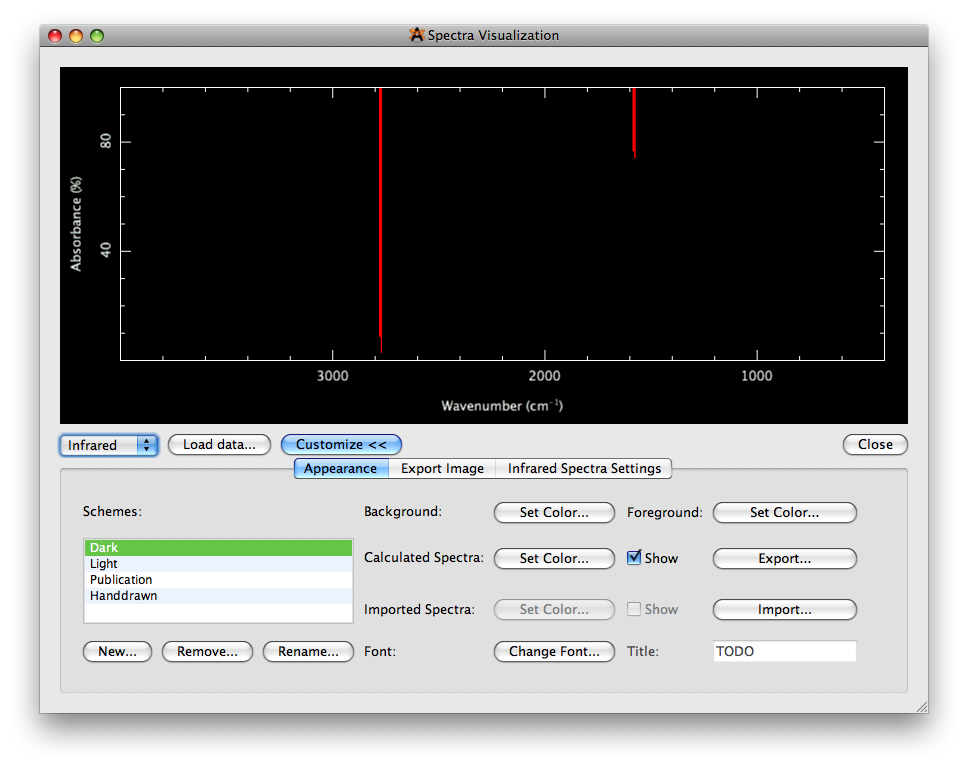 Spectra Visualization
80
Absorbance (%)
40
3000 2000 1000
Wavenumber (cm⁻¹)
Infrared Load data... Customize << Close
Appearance Export Image Infrared Spectra Settings
Schemes: Background: Set Color... Foreground: Set Color...
Dark
Light
Publication
Handdrawn
Calculated Spectra: Set Color... Show Export...
Imported Spectra: Set Color... Show Import...
New... Remove... Rename... Font: Change Font... Title: TODO